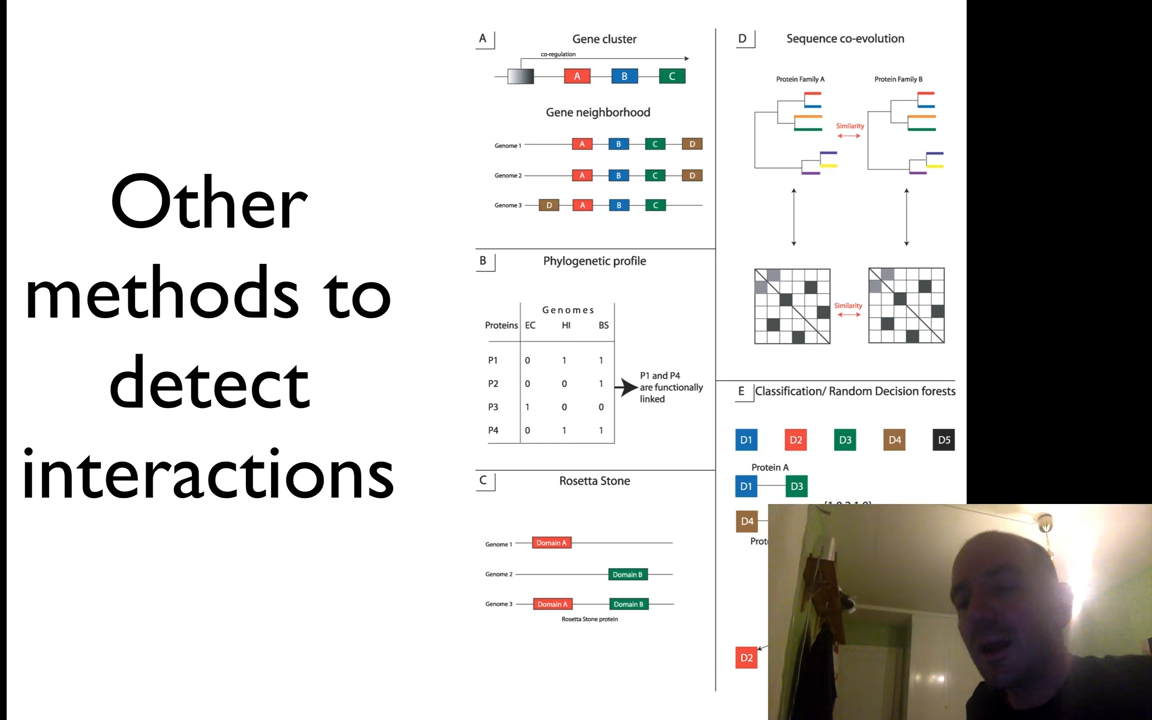 Other
methods to
detect
interactions
A
Gene cluster
co-regulation
A B C
Gene neighborhood
Genome 1 A B C D
Genome 2 A B C D
Genome 3 D A B C
B
Phylogenetic profile
Genomes
Proteins EC HI BS
P1 0 1 1
P2 0 0 1
P3 1 0 0
P4 0 1 1
P1 and P4
are functionally
linked
C
Rosetta Stone
Genome 1 Domain A
Genome 2 Domain B
Genome 3 Domain A Domain B
Rosetta Stone protein
D
Sequence co-evolution
Protein Family A Protein Family B
Similarity
Similarity
E
Classification/ Random Decision forests
D1 D2 D3 D4 D5
Protein A
D1 D3
D4
D2